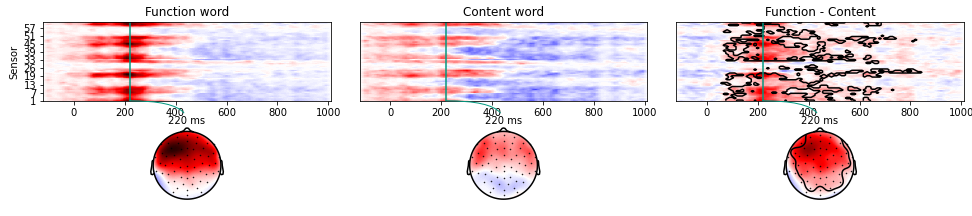 Function word
Content word
Function - Content
Sensor
57
51
45
39
33
26
19
13
7
1
0 200 400 600 800 1000
0 200 400 600 800 1000
0 200 400 600 800 1000
220 ms
220 ms
220 ms